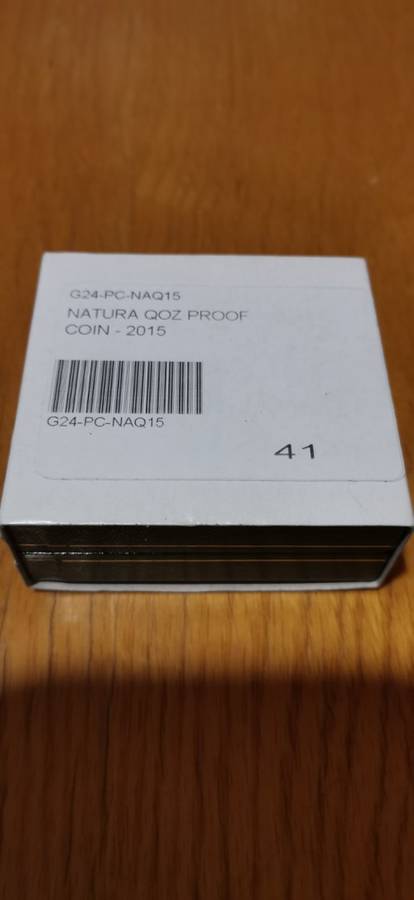 G24-PC-NAQ15
NATURA QOZ PROOF
COIN - 2015
G24-PC-NAQ15
41